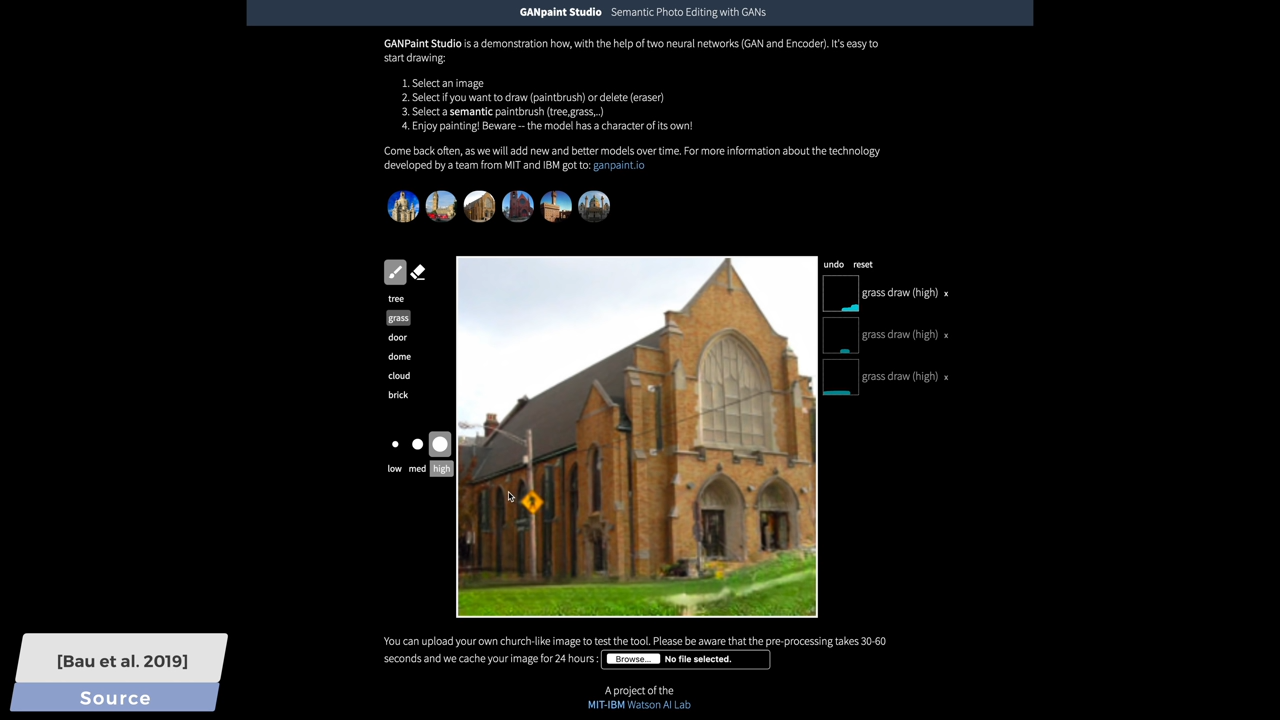 GANpaint Studio Semantic Photo Editing with GANs
GANPaint Studio is a demonstration how, with the help of two neural networks (GAN and Encoder). It's easy to
start drawing:
1. Select an image
2. Select if you want to draw (paintbrush) or delete (eraser)
3. Select a semantic paintbrush (tree,grass,..)
4. Enjoy painting! Beware -- the model has a character of its own!
Come back often, as we will add new and better models over time. For more information about the technology
developed by a team from MIT and IBM got to: ganpaint.io
undo reset
tree
grass
door
dome
cloud
brick
low med high
grass draw (high) x
grass draw (high) x
grass draw (high) x
You can upload your own church-like image to test the tool. Please be aware that the pre-processing takes 30-60
seconds and we cache your image for 24 hours : Browse... No file selected.
A project of the
MIT-IBM Watson AI Lab
[Bau et al. 2019]
Source